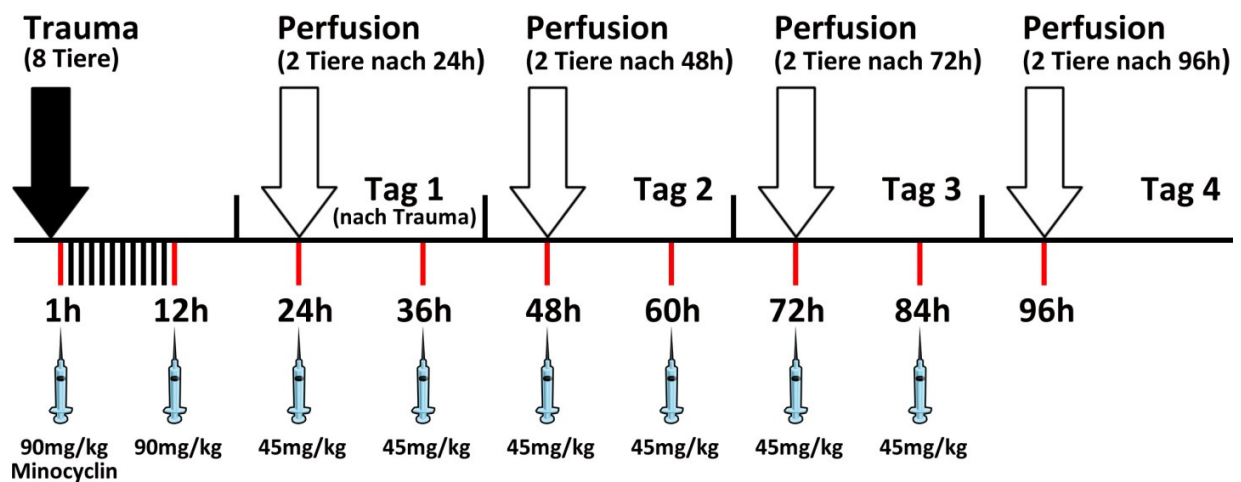 Trauma
(8 Tiere)
Perfusion
(2 Tiere nach 24h)
Perfusion
(2 Tiere nach 48h)
Perfusion
(2 Tiere nach 72h)
Perfusion
(2 Tiere nach 96h)
Tag 1
(nach Trauma)
Tag 2
Tag 3
Tag 4
1h
12h
24h
36h
48h
60h
72h
84h
96h
90mg/kg
Minocyclin
90mg/kg
45mg/kg
45mg/kg
45mg/kg
45mg/kg
45mg/kg
45mg/kg